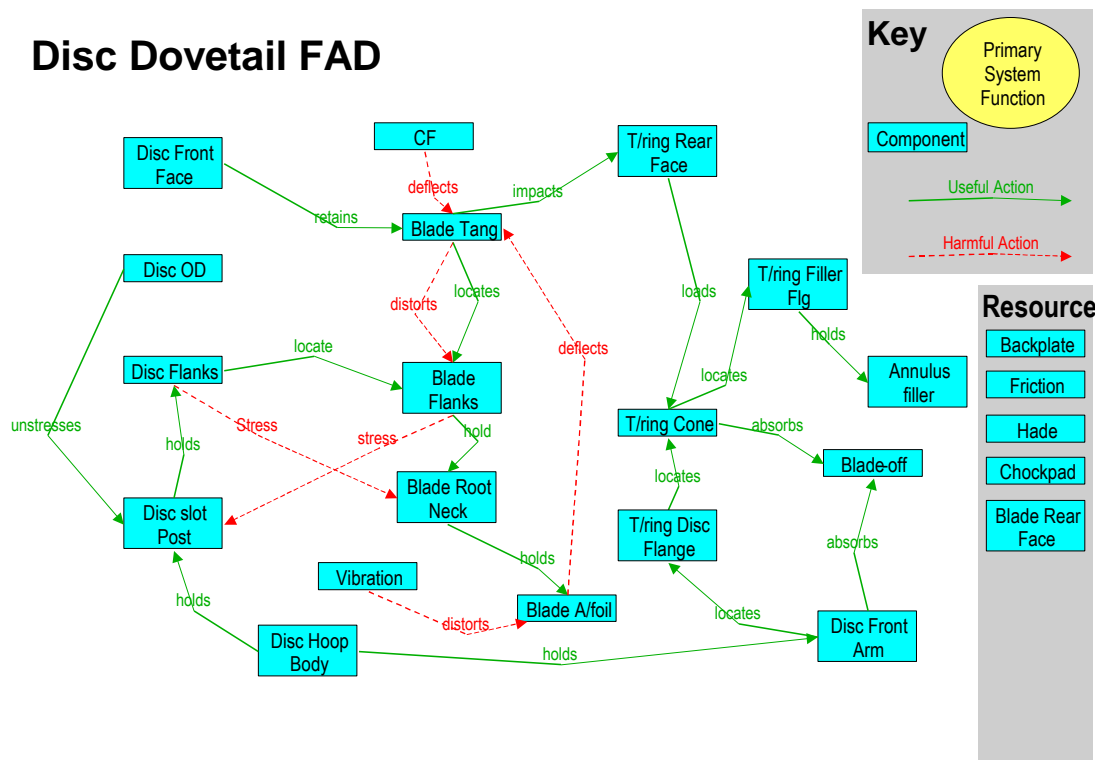 Disc Dovetail FAD
Key
Primary
System
Function
Component
Useful Action
Harmful Action
CF
T/ring Rear
Face
Disc Front
Face
deflects
impacts
retains
Blade Tang
Disc OD
T/ring Filler
Flg
distorts
locates
loads
holds
deflects
locate
Disc Flanks
Blade
Flanks
locates
Annulus
filler
unstresses
Stress
stress
hold
holds
T/ring Cone
absorbs
Blade-off
locates
Blade Root
Neck
Disc slot
Post
T/ring Disc
Flange
absorbs
holds
Vibration
holds
Blade A/foil
distorts
locates
Disc Hoop
Body
holds
Disc Front
Arm
Resource
Backplate
Friction
Hade
Chockpad
Blade Rear
Face